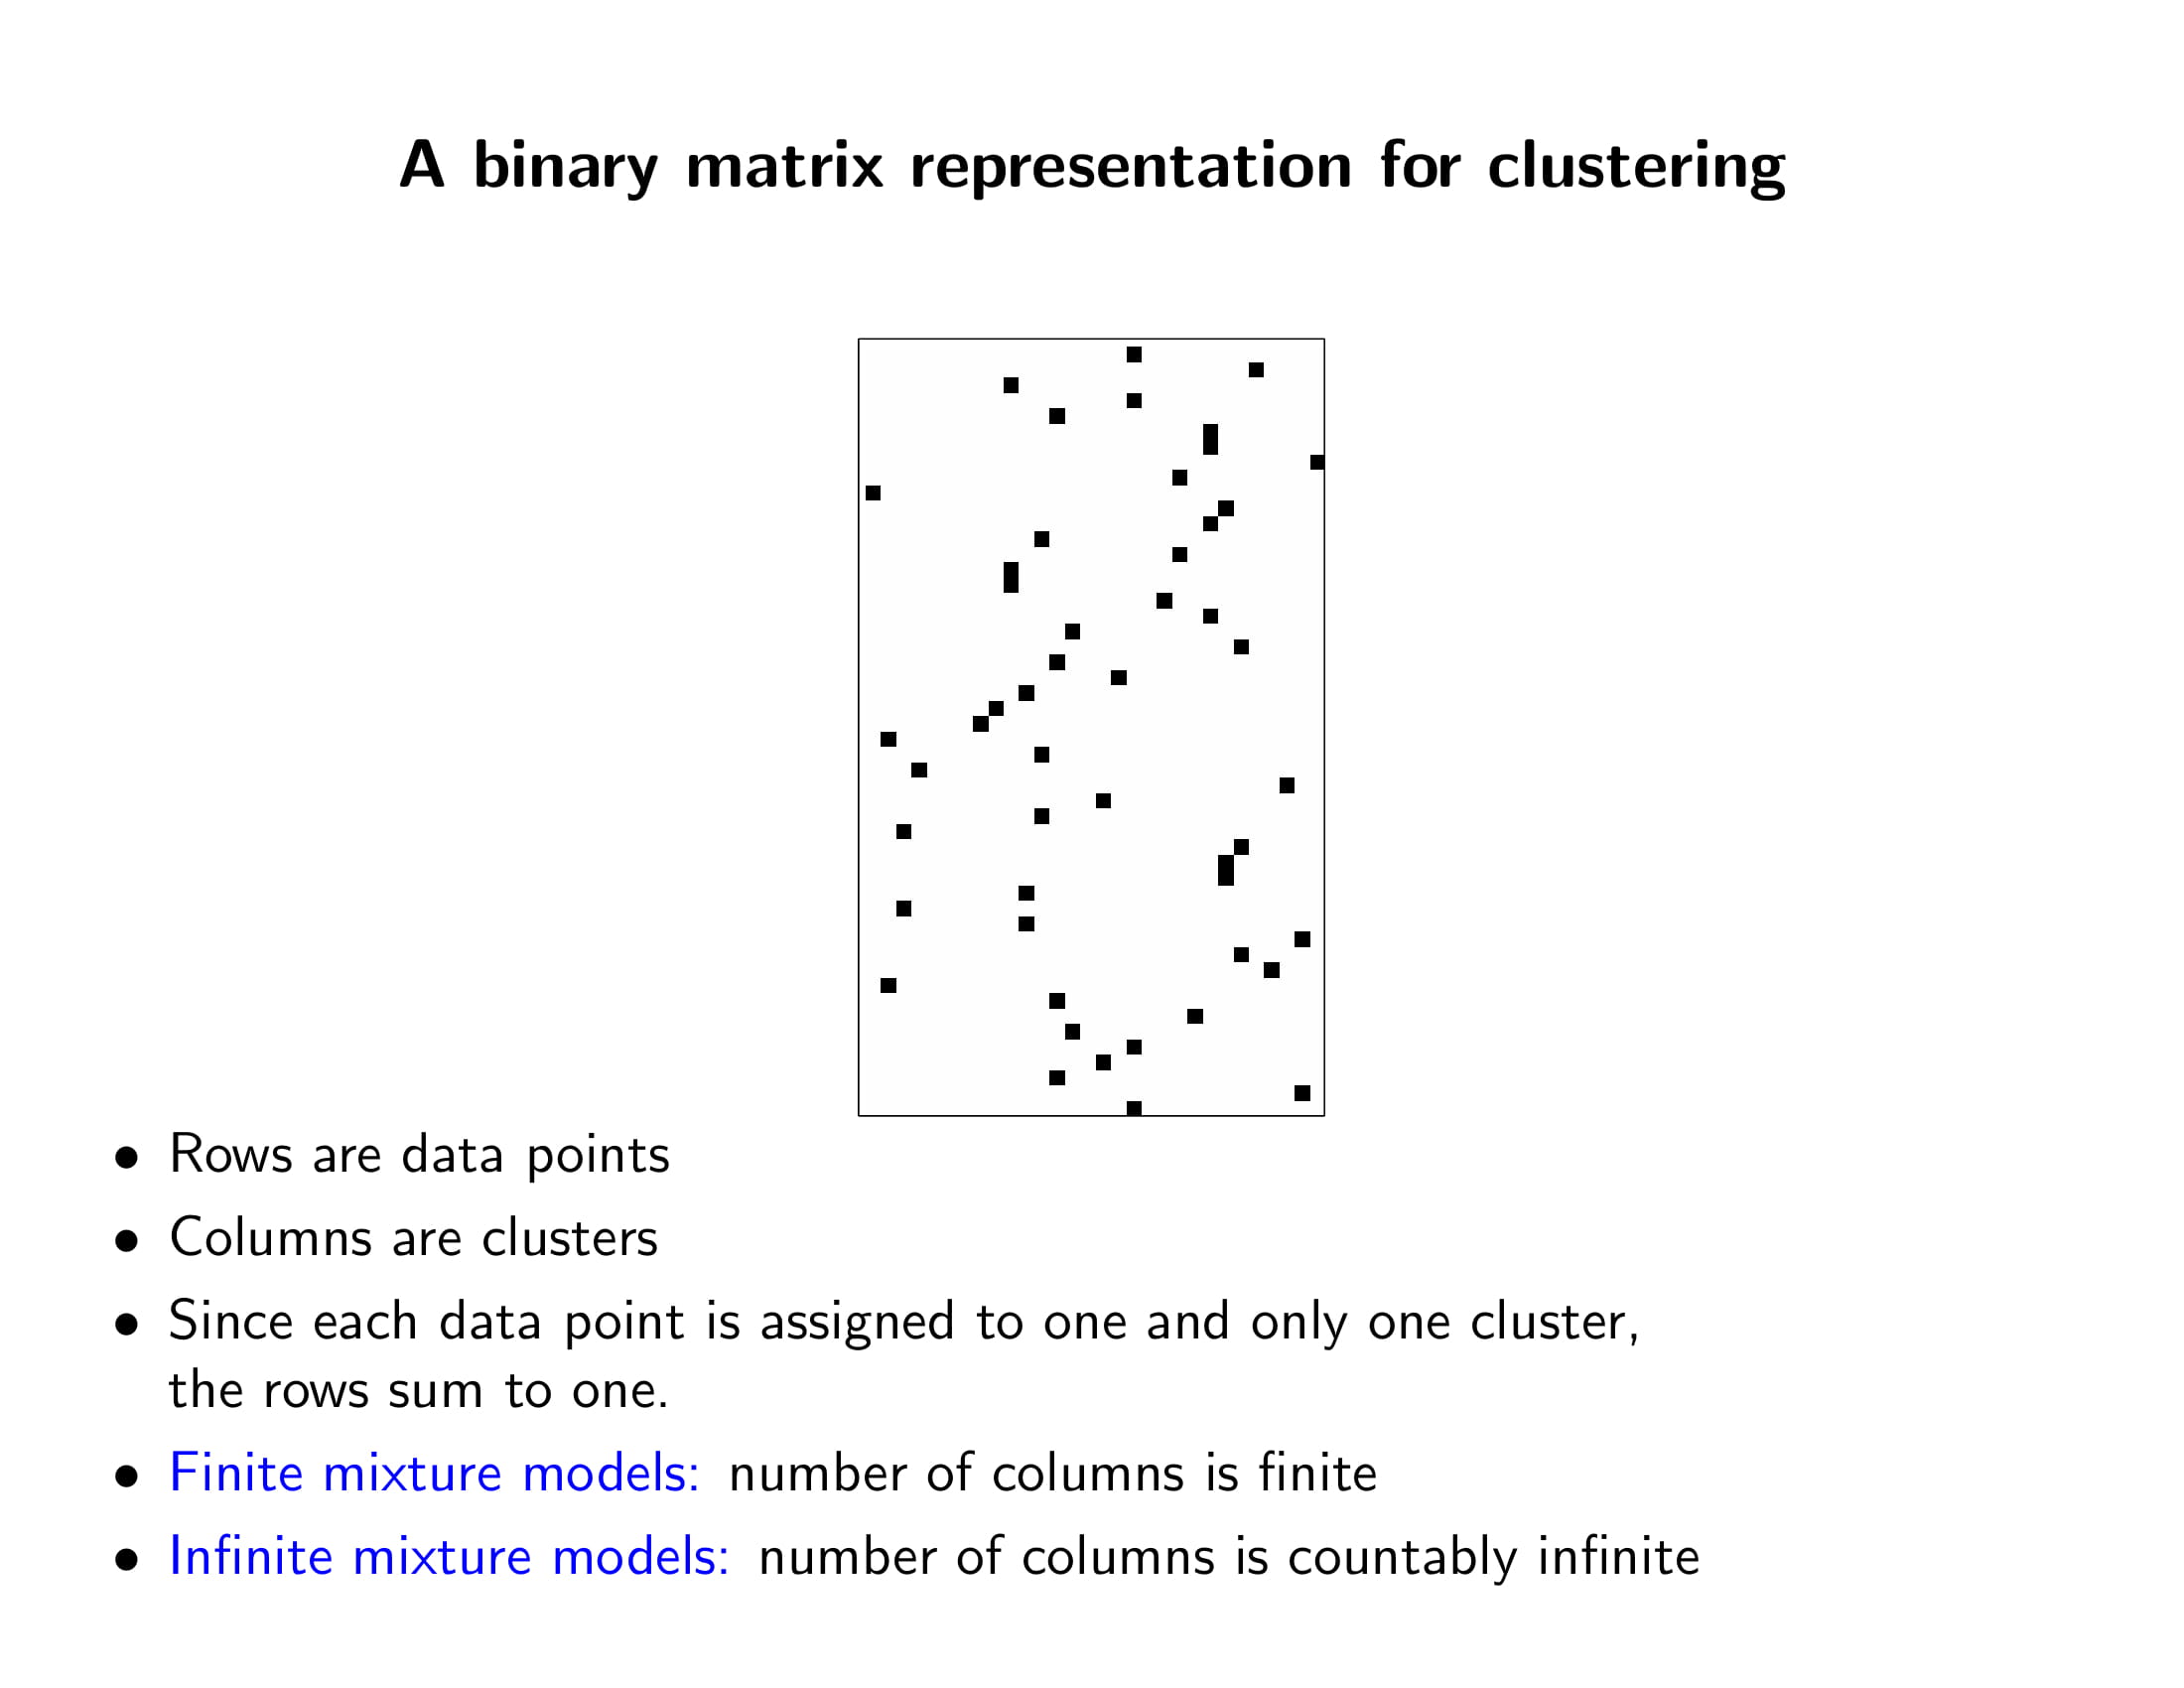 A binary matrix representation for clustering
• Rows are data points
• Columns are clusters
• Since each data point is assigned to one and only one cluster,
the rows sum to one.
• Finite mixture models: number of columns is finite
• Infinite mixture models: number of columns is countably infinite